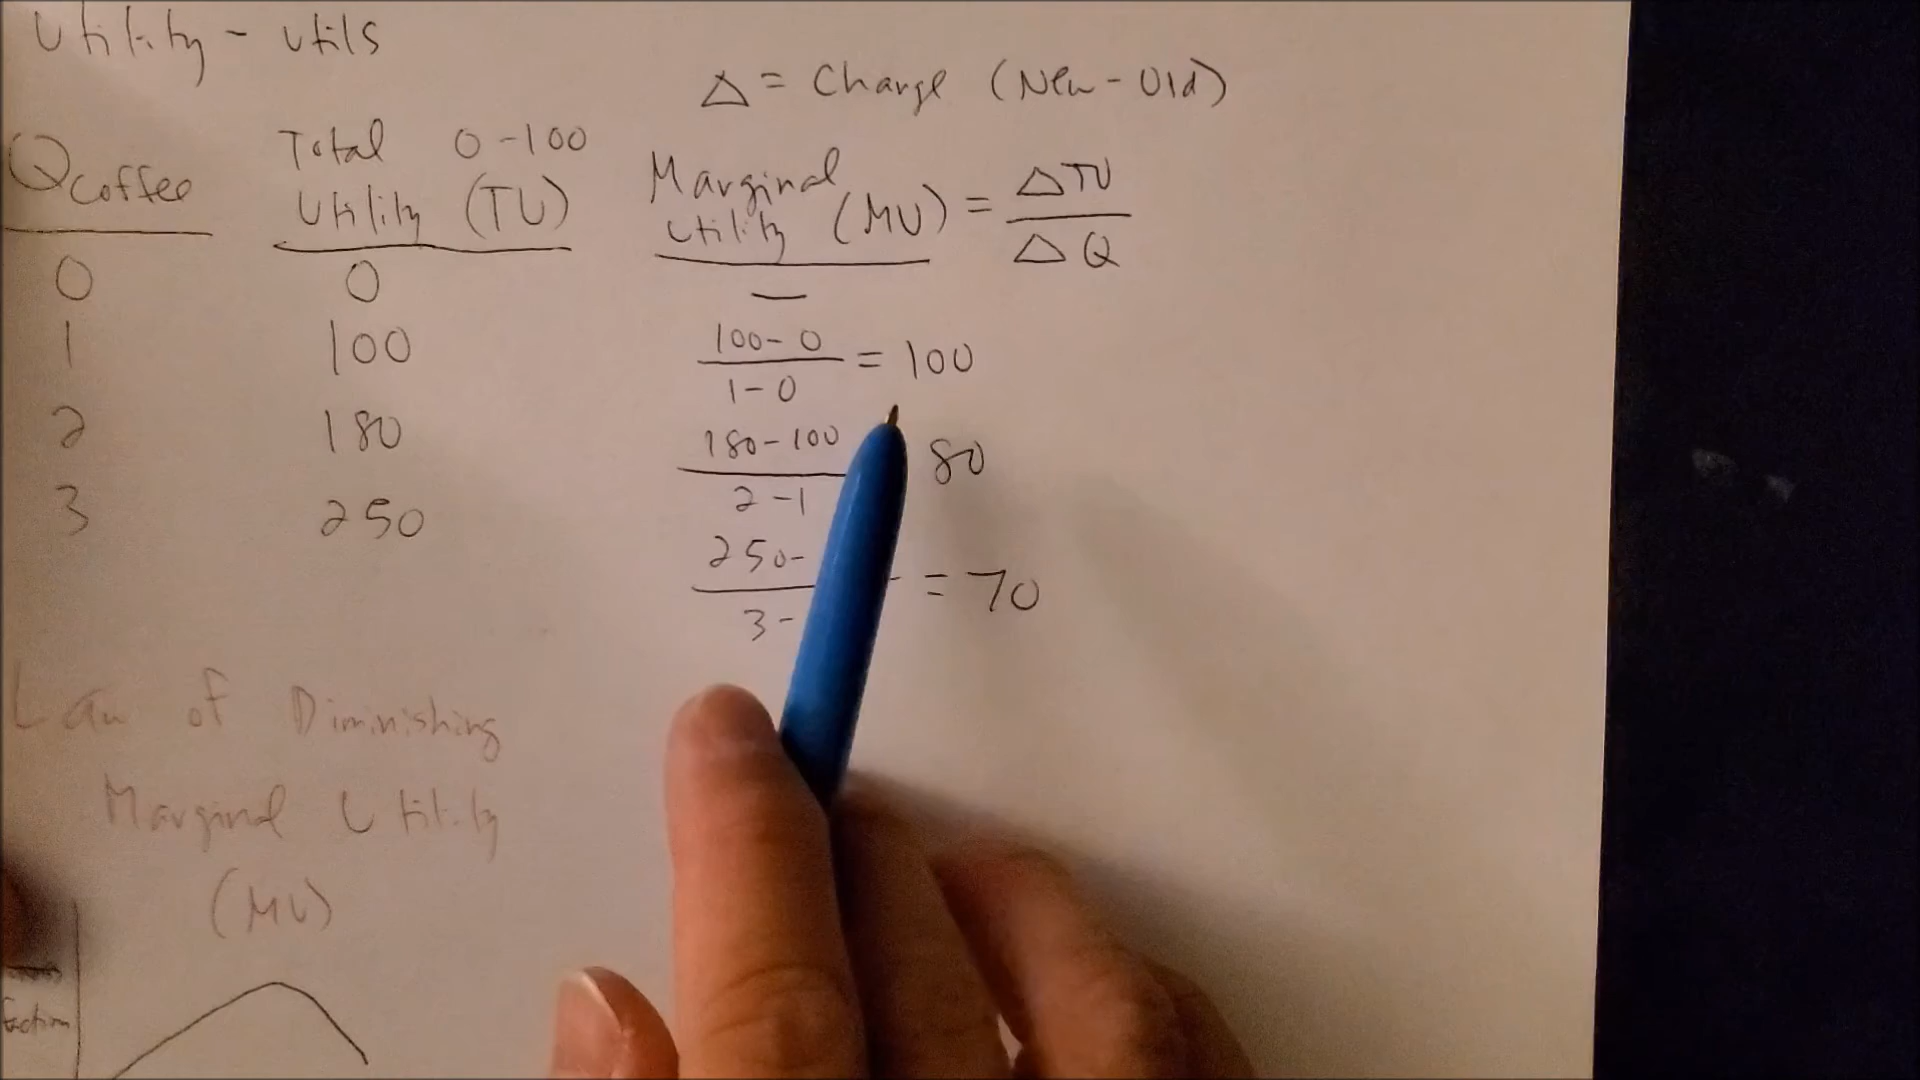 Utility - utils
Δ = Change (New - Old)
Q coffee
Total 0-100
Utility (TU)
Marginal Utility (MU) = ΔTU / ΔQ
0 0 —
1 100 100-0 / 1-0 = 100
2 180 180-100 / 2-1 80
3 250 250- / 3- = 70
Law of Diminishing
Marginal Utility
(MU)